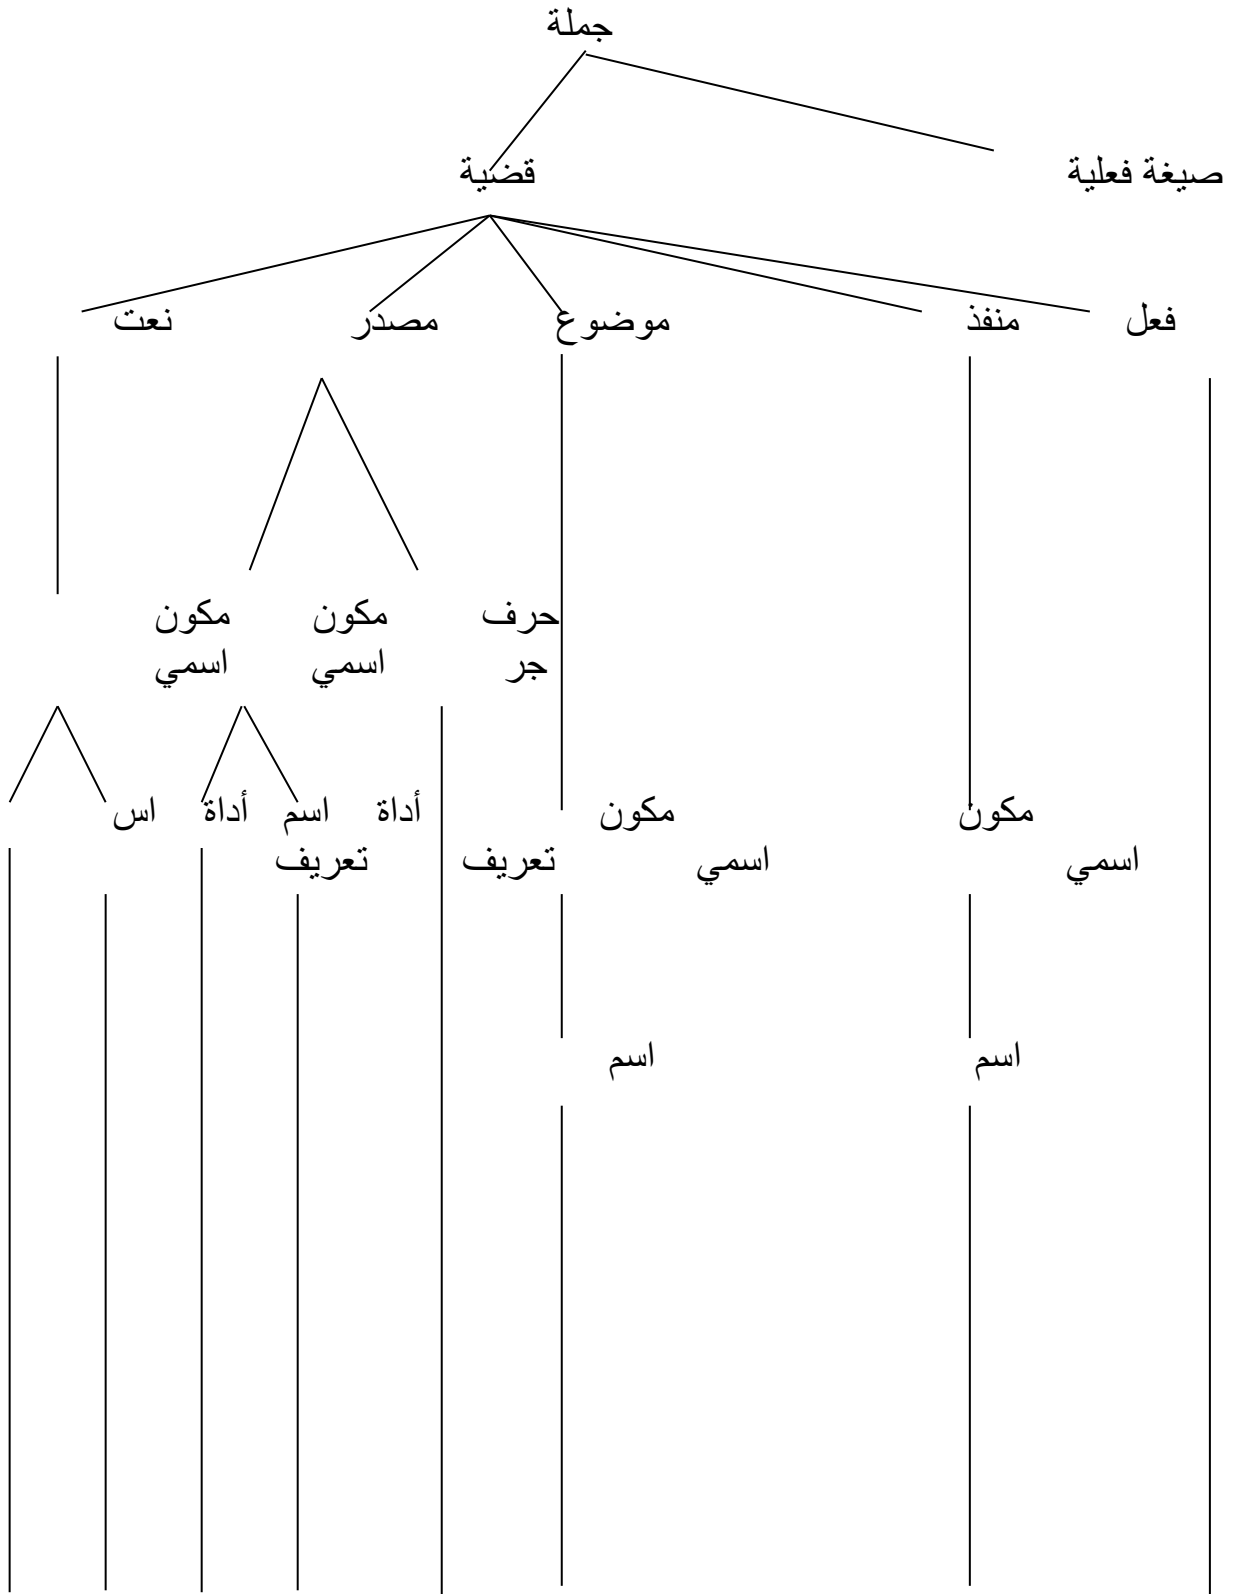 جملة
قضية صيغة فعلية
فعل منفذ موضوع مصدر نعت
حرف مكون مكون
جر اسمي اسمي
مكون مكون أداة اسم أداة اس
اسمي اسمي تعريف تعريف
اسم اسم